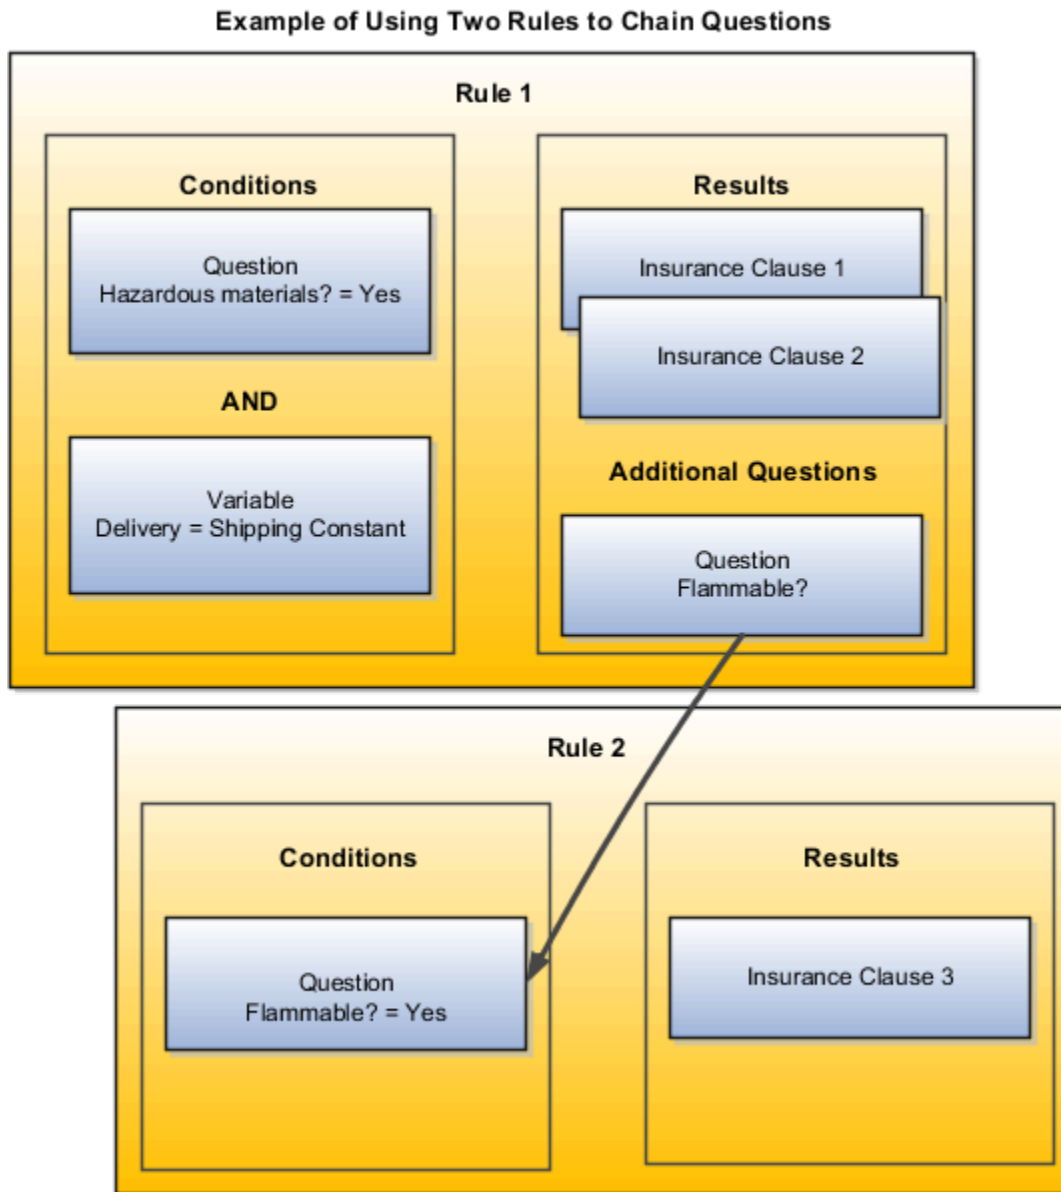 Example of Using Two Rules to Chain Questions
Rule 1
Conditions
Question
Hazardous materials? = Yes
AND
Variable
Delivery = Shipping Constant
Results
Insurance Clause 1
Insurance Clause 2
Additional Questions
Question
Flammable?
Rule 2
Conditions
Question
Flammable? = Yes
Results
Insurance Clause 3